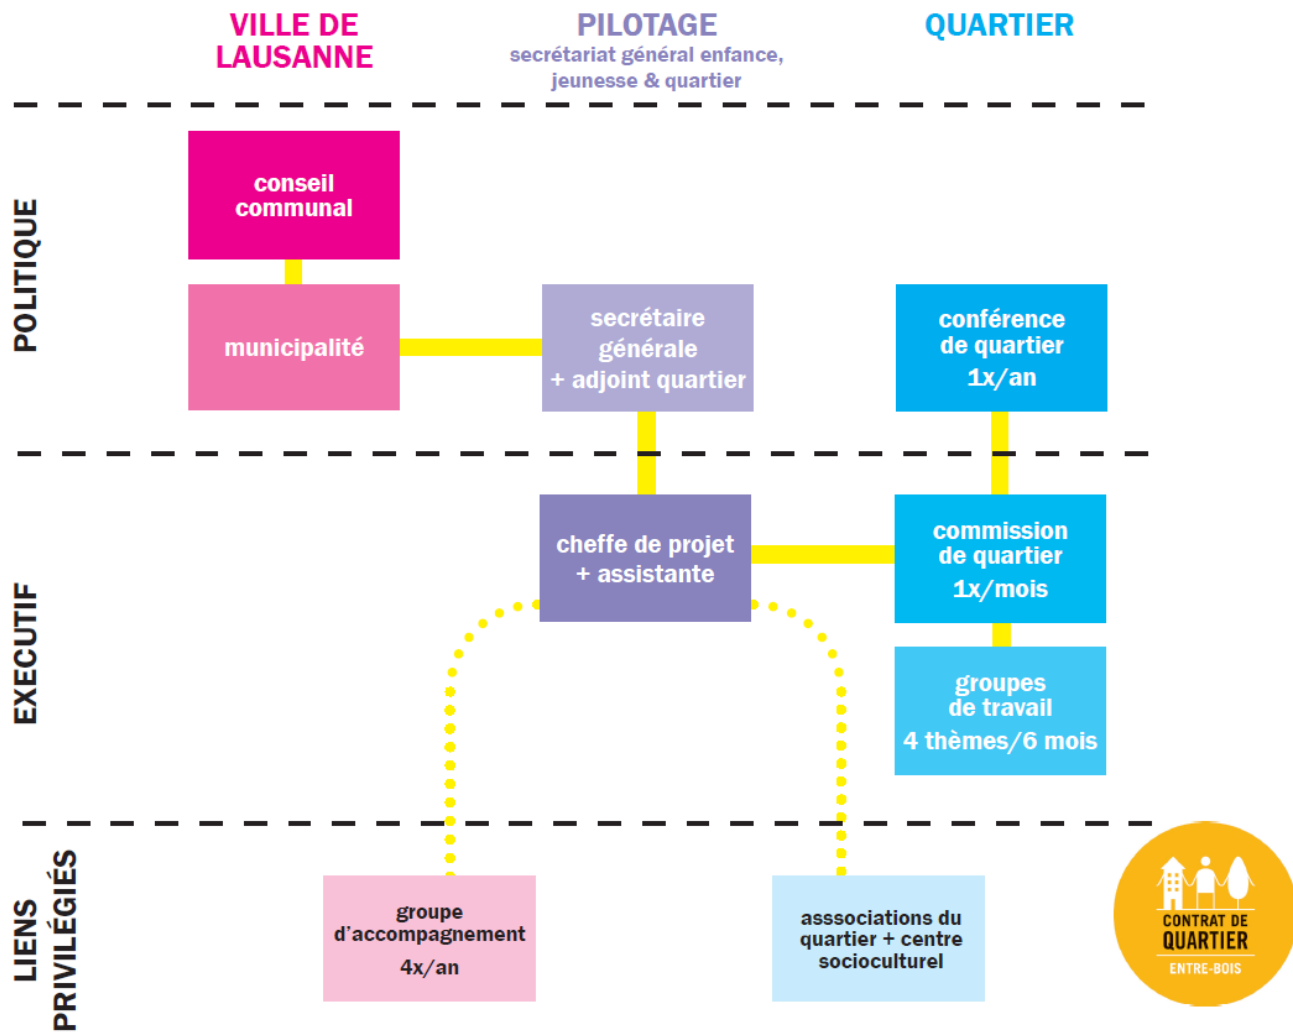 VILLE DE
LAUSANNE
PILOTAGE
secrétariat général enfance,
jeunesse & quartier
QUARTIER
POLITIQUE
conseil
communal
municipalité
secrétaire
générale
+ adjoint quartier
conférence
de quartier
1x/an
EXECUTIF
cheffe de projet
+ assistante
commission
de quartier
1x/mois
groupes
de travail
4 thèmes/6 mois
LIENS
PRIVILÉGIÉS
groupe
d'accompagnement
4x/an
asssociations du
quartier + centre
socioculturel
CONTRAT DE
QUARTIER
ENTRE-BOIS